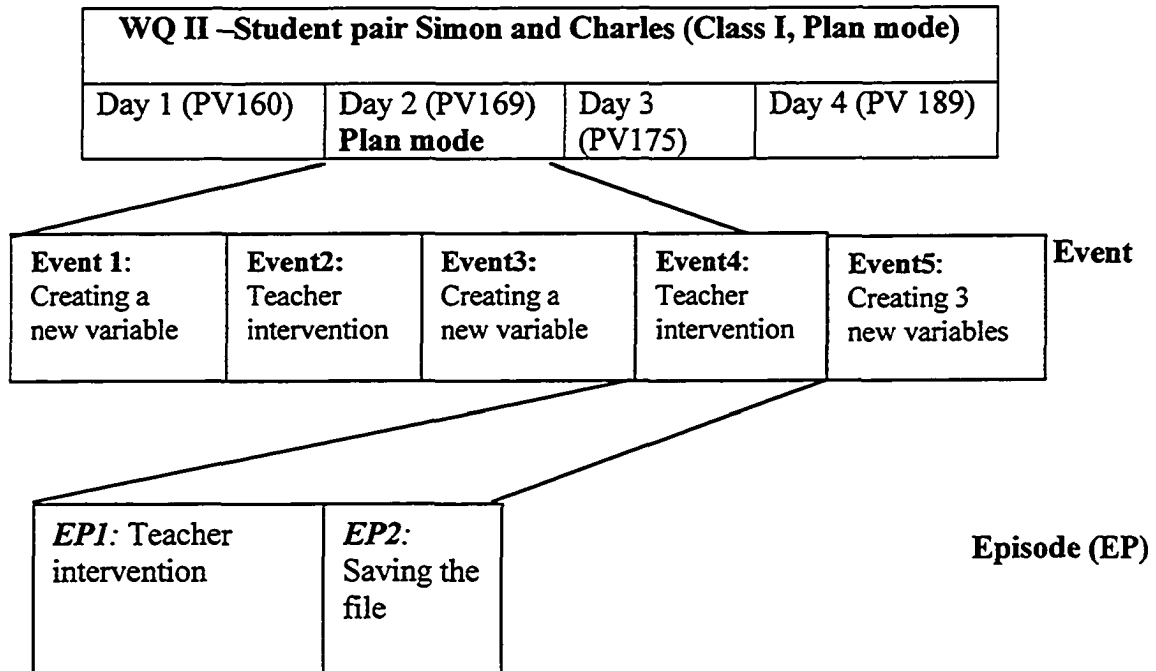 WQ II –Student pair Simon and Charles (Class I, Plan mode)
Day 1 (PV160)
Day 2 (PV169)
Plan mode
Day 3
(PV175)
Day 4 (PV 189)
Event 1:
Creating a
new variable
Event2:
Teacher
intervention
Event3:
Creating a
new variable
Event4:
Teacher
intervention
Event5:
Creating 3
new variables
Event
EP1: Teacher
intervention
EP2:
Saving the
file
Episode (EP)